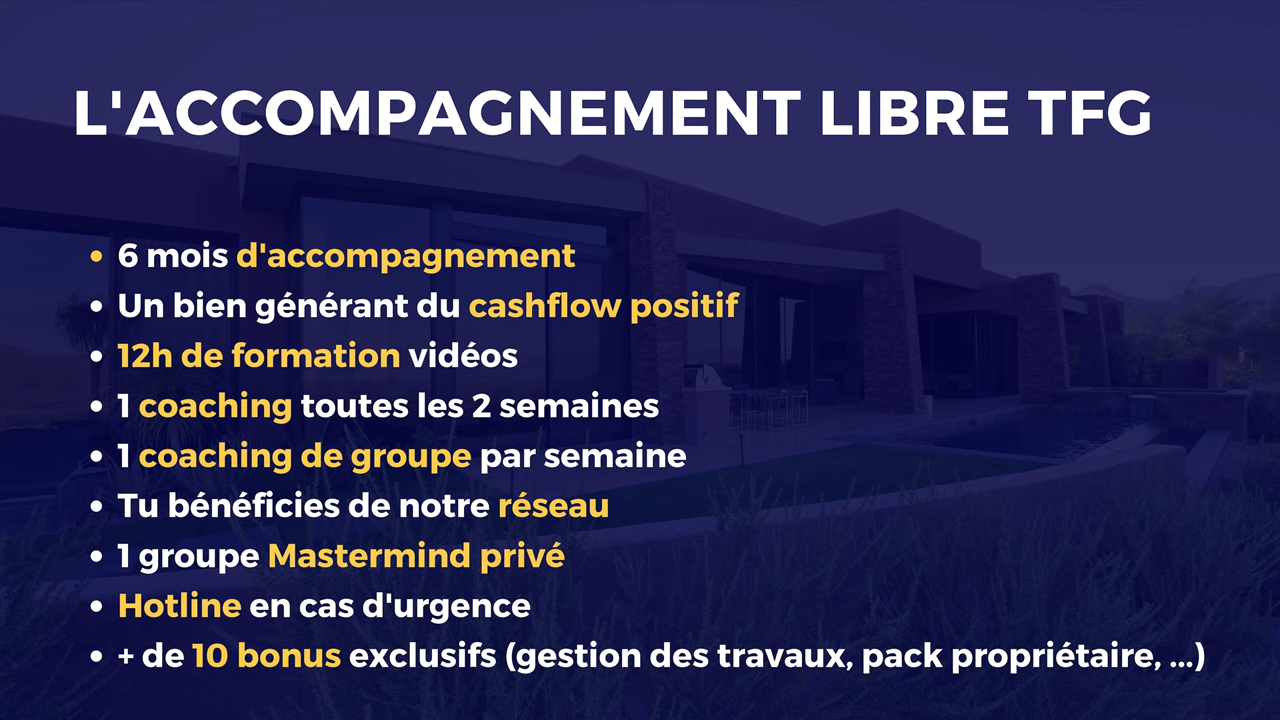 L'ACCOMPAGNEMENT LIBRE TFG
• 6 mois d'accompagnement
• Un bien générant du cashflow positif
• 12h de formation vidéos
• 1 coaching toutes les 2 semaines
• 1 coaching de groupe par semaine
• Tu bénéficies de notre réseau
• 1 groupe Mastermind privé
• Hotline en cas d'urgence
• + de 10 bonus exclusifs (gestion des travaux, pack propriétaire, ...)